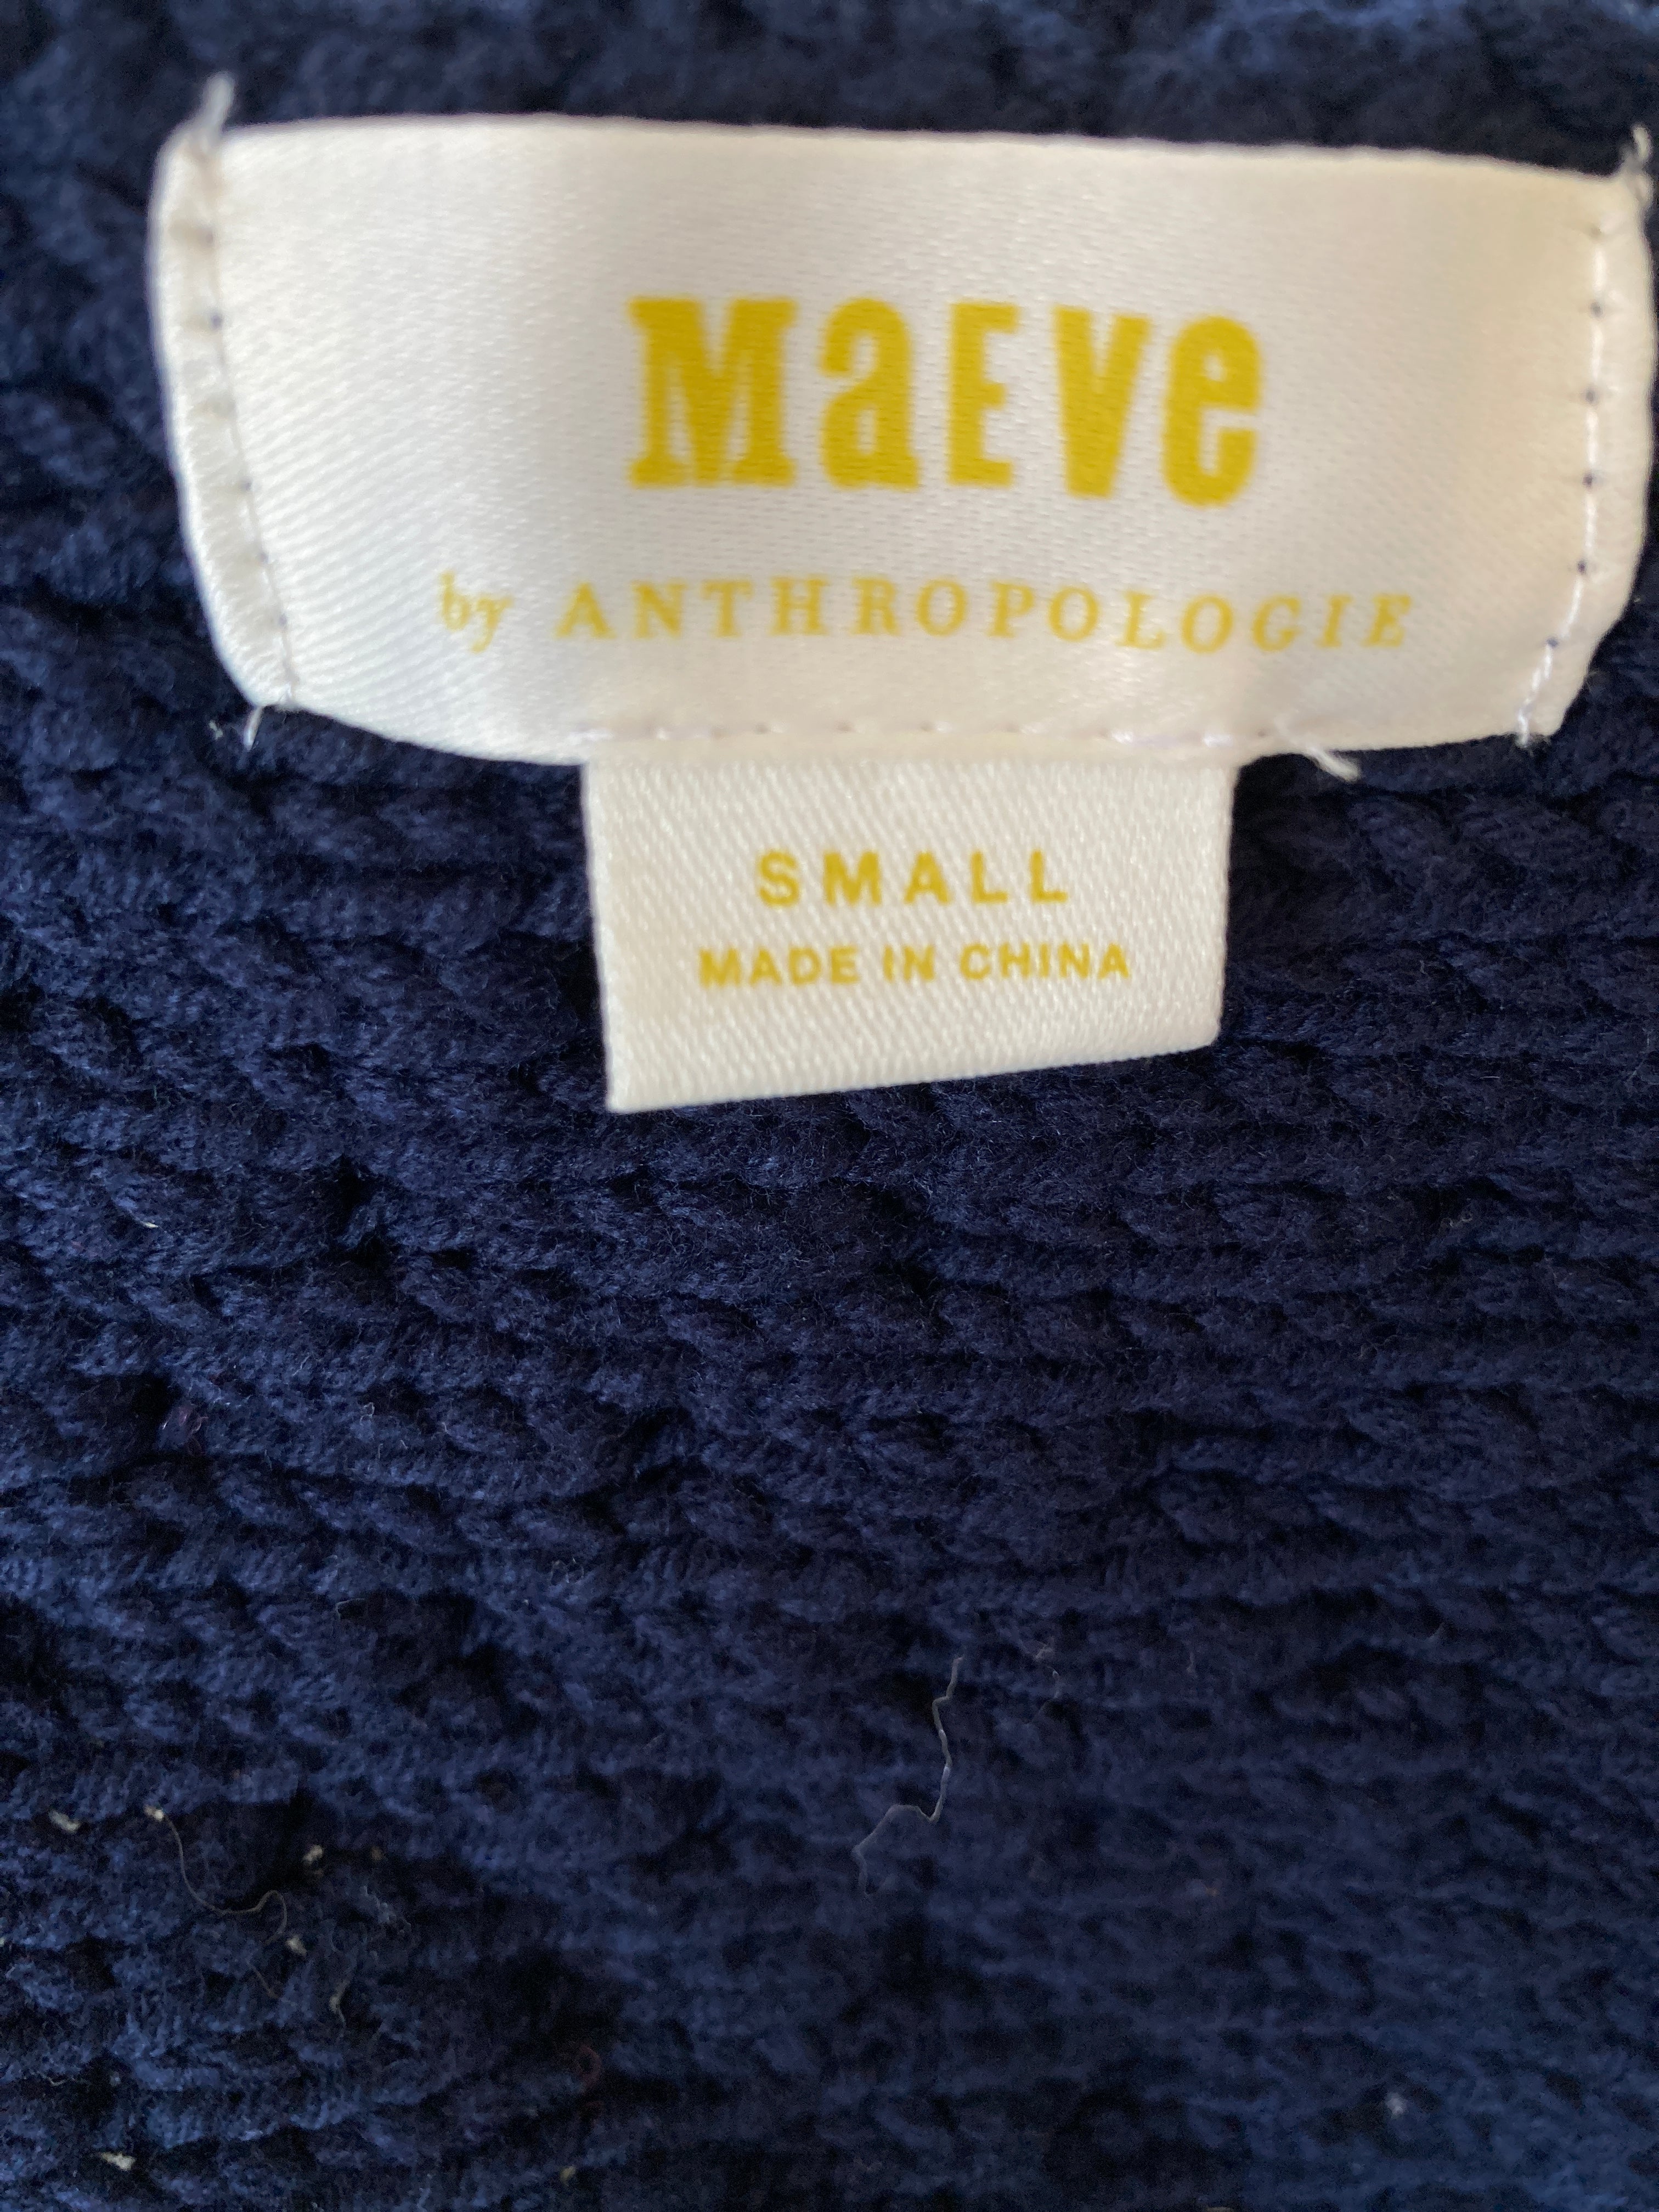 MaEVe
by ANTHROPOLOGIE
SMALL
MADE IN CHINA